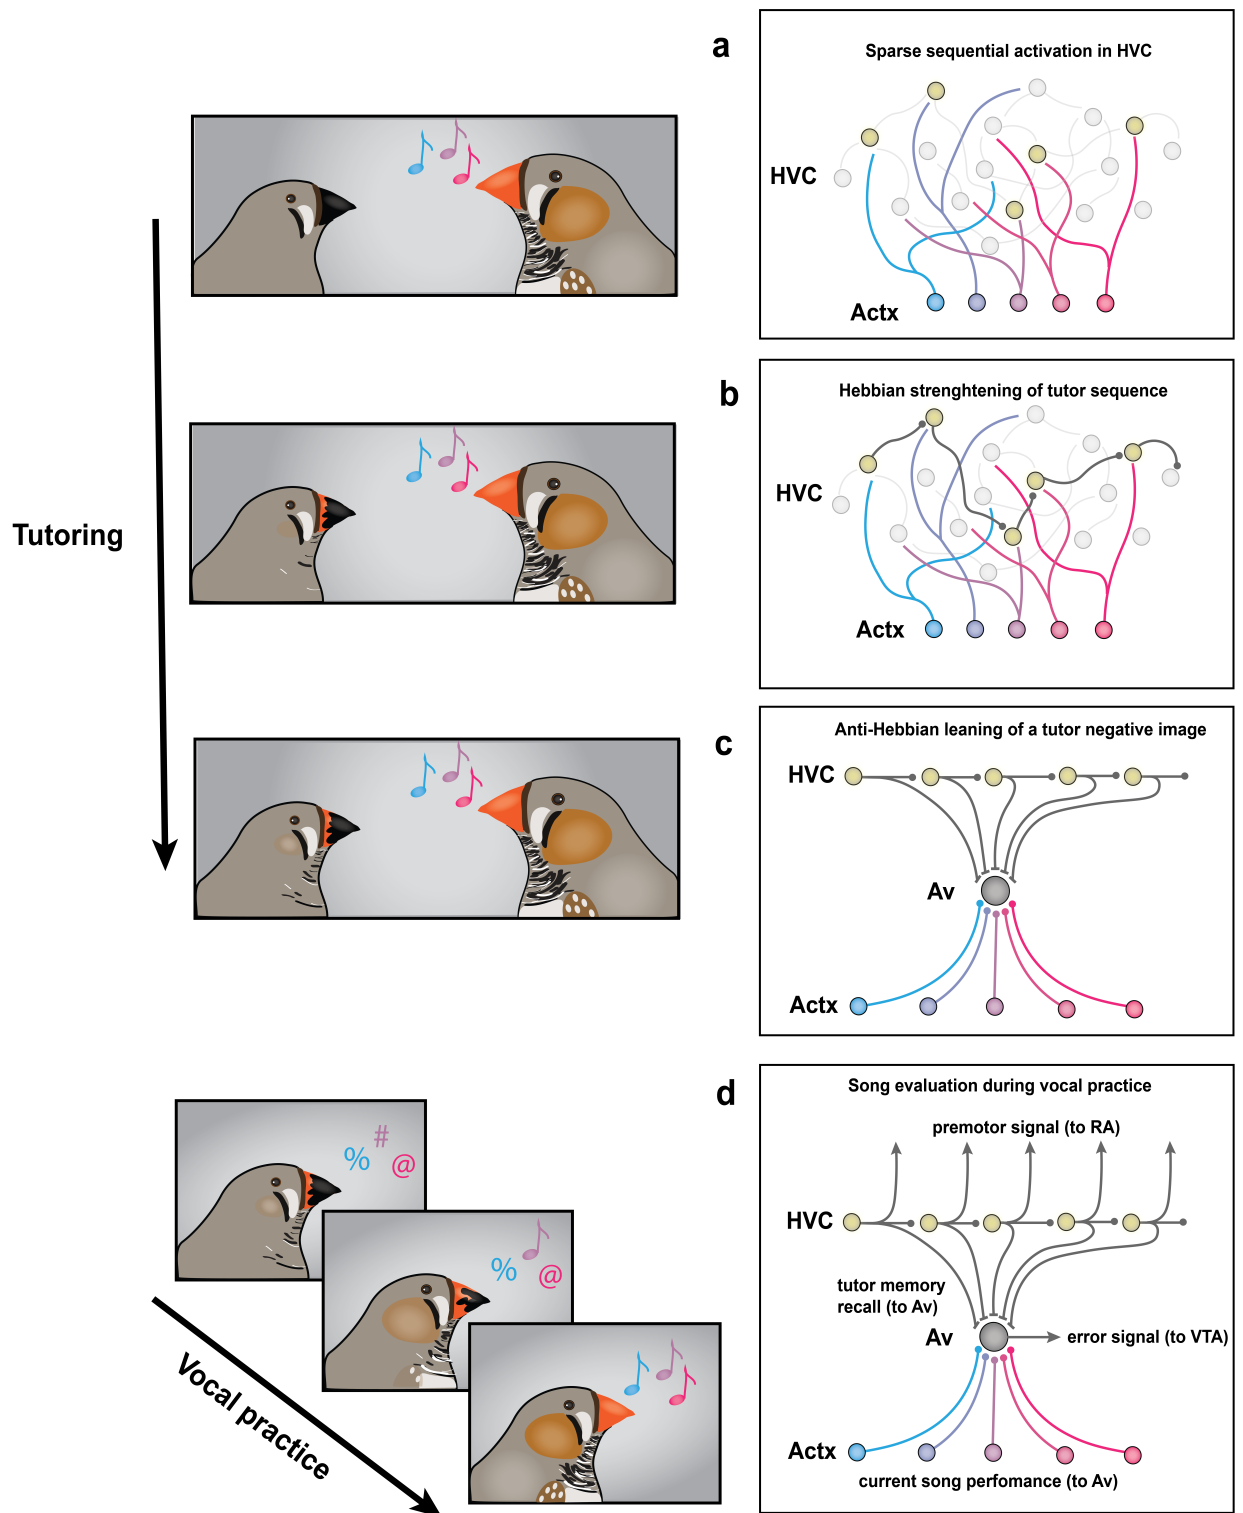 a
Sparse sequential activation in HVC
HVC
Actx
Tutoring
b
Hebbian strenghtening of tutor sequence
HVC
Actx
c
Anti-Hebbian leaning of a tutor negative image
HVC
Av
Actx
% # @
% @
Vocal practice
d
Song evaluation during vocal practice
premotor signal (to RA)
HVC
tutor memory
recall (to Av)
Av
error signal (to VTA)
Actx
current song perfomance (to Av)